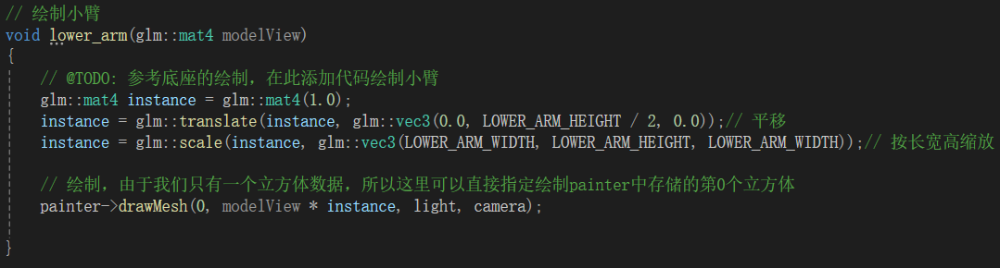 // 绘制小臂
void lower_arm(glm::mat4 modelView)
{
// @TODO: 参考底座的绘制，在此添加代码绘制小臂
glm::mat4 instance = glm::mat4(1.0);
instance = glm::translate(instance, glm::vec3(0.0, LOWER_ARM_HEIGHT / 2, 0.0));// 平移
instance = glm::scale(instance, glm::vec3(LOWER_ARM_WIDTH, LOWER_ARM_HEIGHT, LOWER_ARM_WIDTH));// 按长宽高缩放
// 绘制，由于我们只有一个立方体数据，所以这里可以直接指定绘制painter中存储的第0个立方体
painter->drawMesh(0, modelView * instance, light, camera);
}